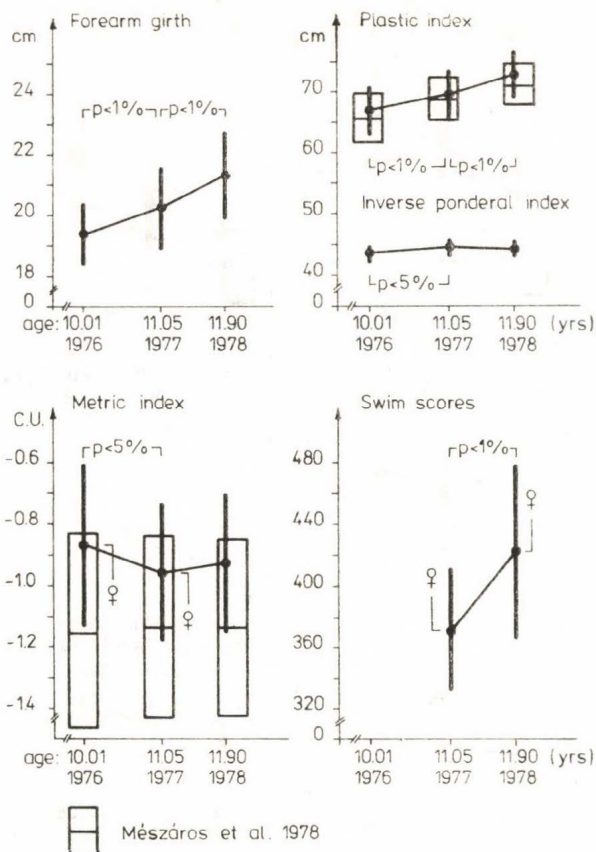 Forearm girth
cm
24
22
20
18
0
p<1%
p<1%
age: 10.01 11.05 11.90
1976 1977 1978
Plastic index
cm
70
60
50
40
0
p<1%
p<1%
Inverse ponderal index
p<5%
10.01 11.05 11.90 (yrs)
1976 1977 1978
Metric index
C.U.
-0.6
-0.8
-1.0
-1.2
-1.4
p<5%
♀
♀
age: 10.01 11.05 11.90
1976 1977 1978
Swim scores
480
440
400
360
320
0
p<1%
♀
♀
10.01 11.05 11.90 (yrs)
1976 1977 1978
Mészáros et al. 1978